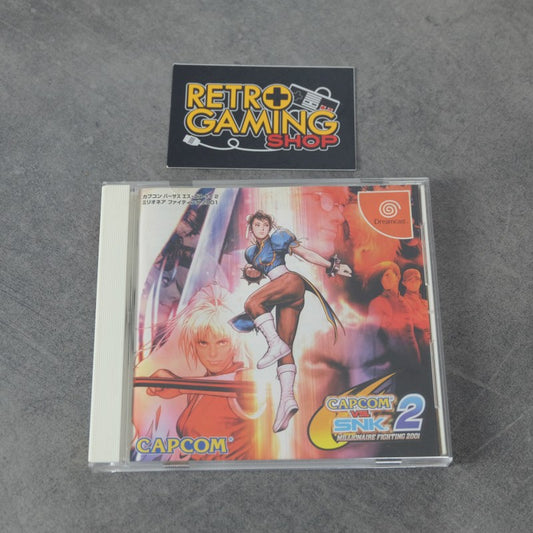 RETRO
GAMING
SHOP
カプコン バーサス エス・エヌ・ケイ 2
ミリオネア ファイティング 2001
Dreamcast
CAPCOM
VS.
SNK 2
MILLIONAIRE FIGHTING 2001
CAPCOM